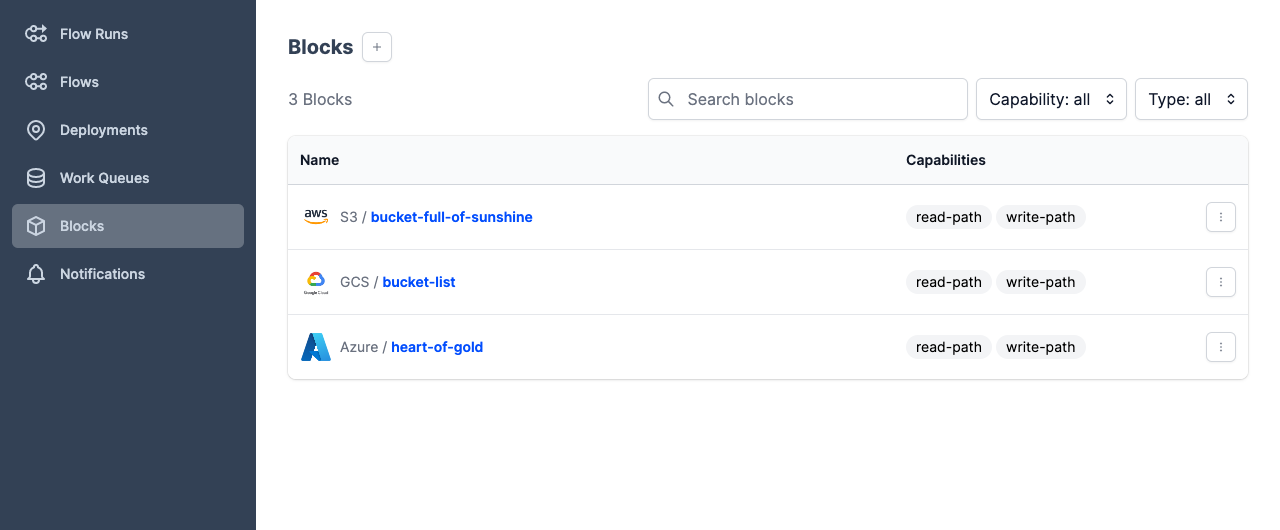 Flow Runs
Flows
Deployments
Work Queues
Blocks
Notifications
Blocks
3 Blocks
Search blocks
Capability: all
Type: all
Name Capabilities
aws S3 / bucket-full-of-sunshine read-path write-path
Google Cloud GCS / bucket-list read-path write-path
Azure / heart-of-gold read-path write-path